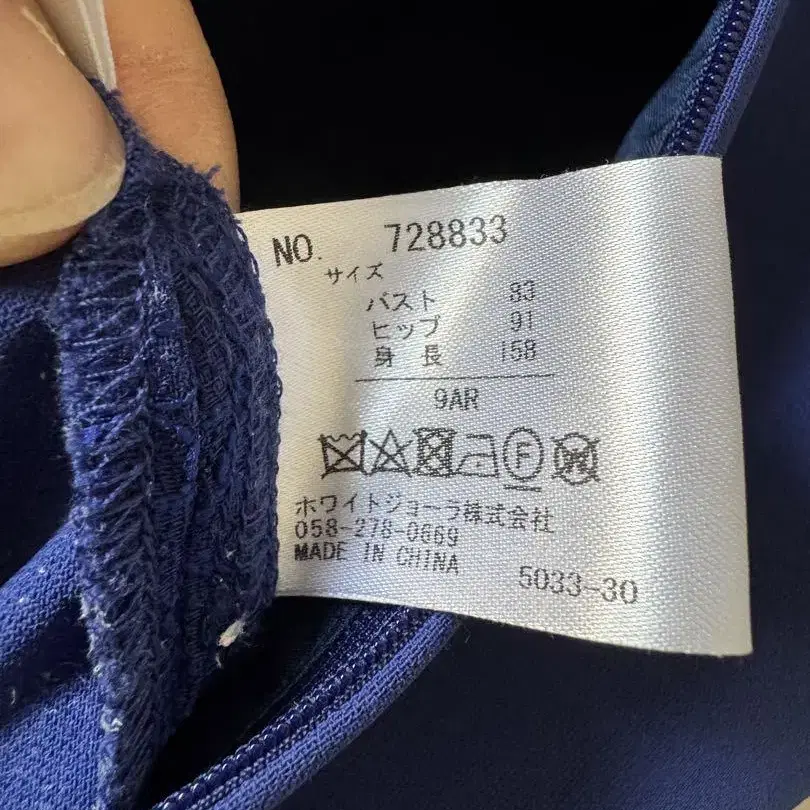 NO. 728833
サイズ
バスト 83
ヒップ 91
身長 158
9AR
F W
ホワイトジョーラ株式会社
058-278-0669
MADE IN CHINA
5033-30